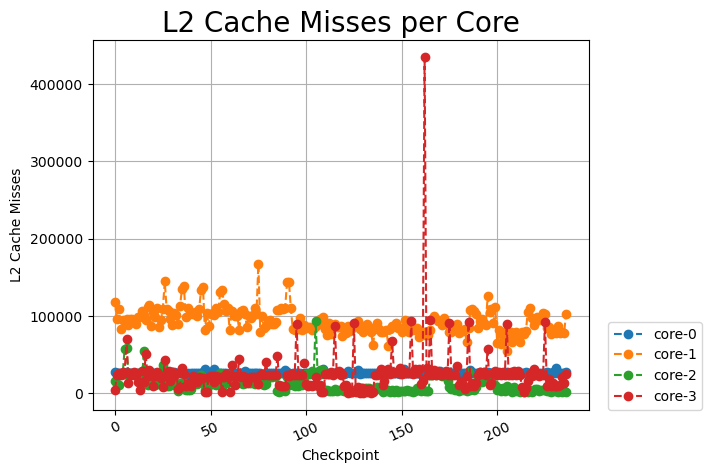 L2 Cache Misses per Core
L2 Cache Misses
400000
300000
200000
100000
0
0 50 100 150 200
Checkpoint
core-0
core-1
core-2
core-3